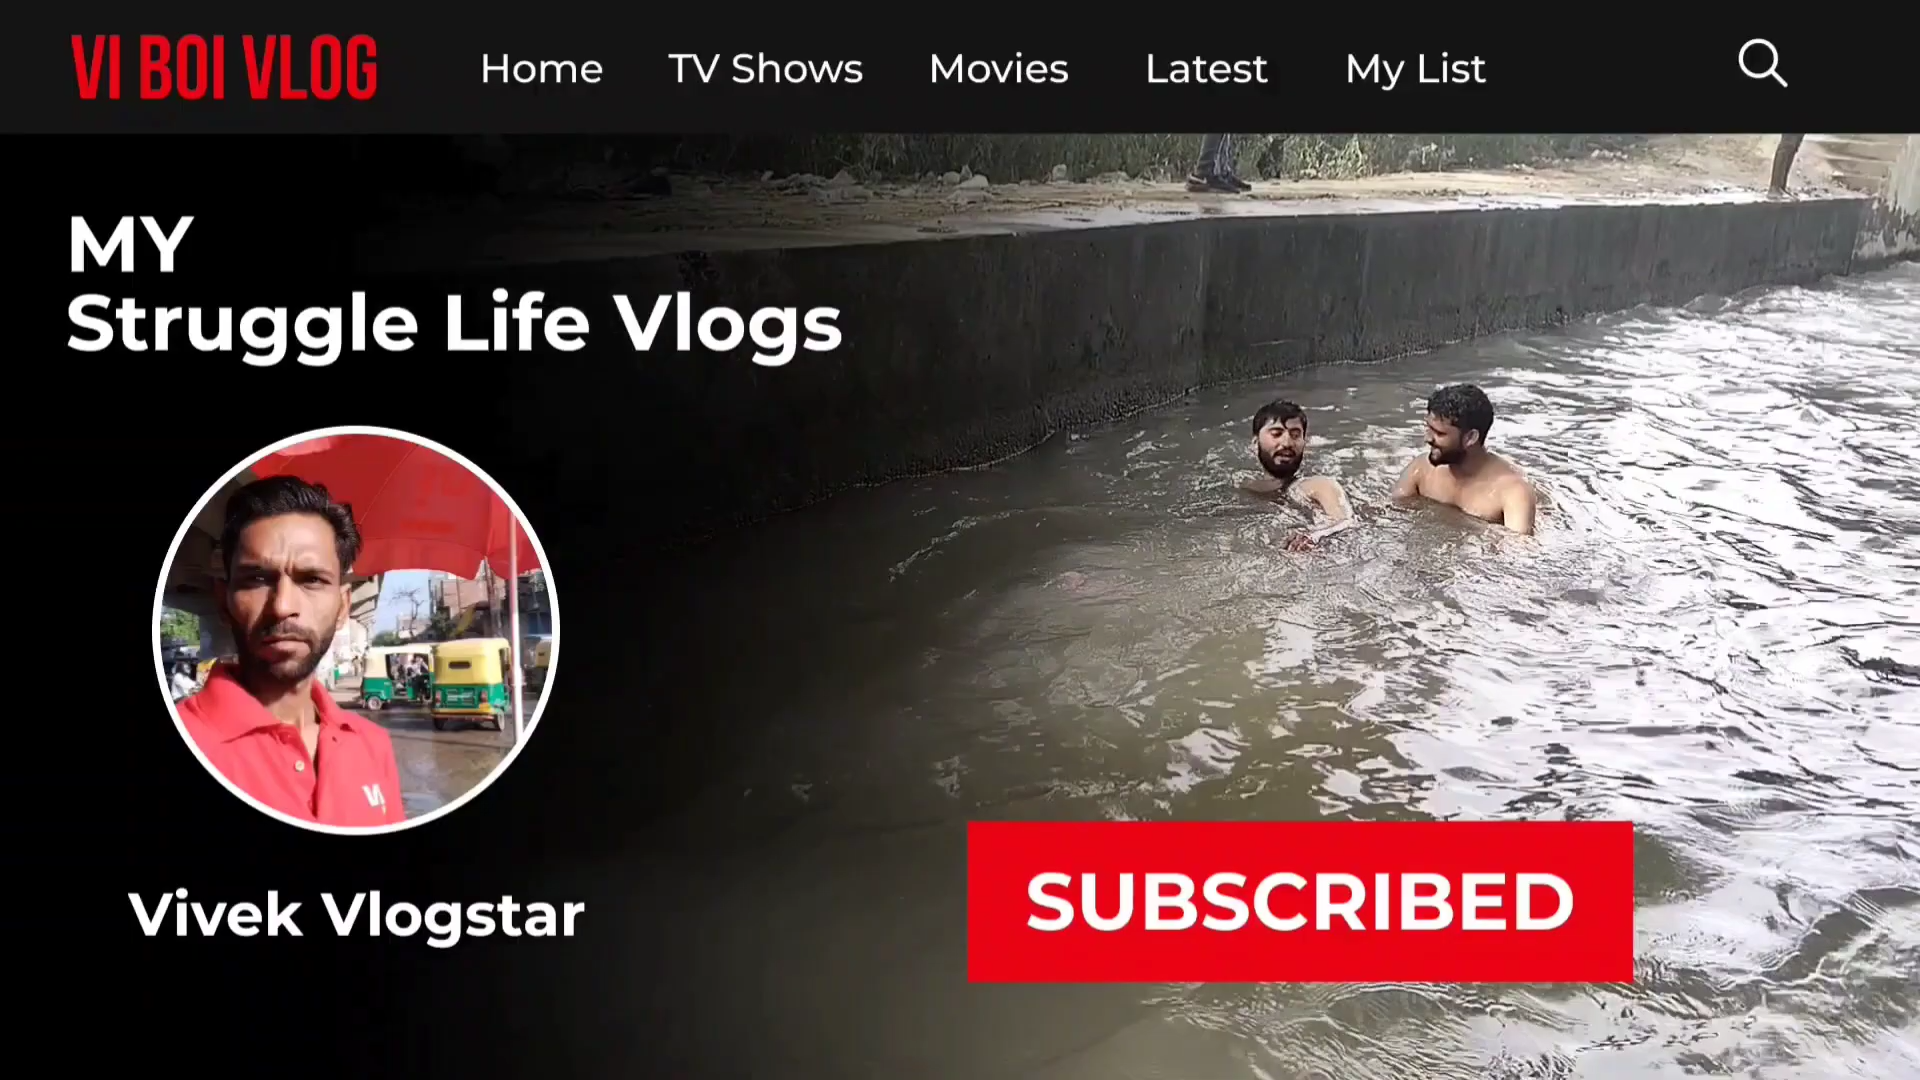 VI BOI VLOG
Home TV Shows Movies Latest My List
MY
Struggle Life Vlogs
Vivek Vlogstar
SUBSCRIBED